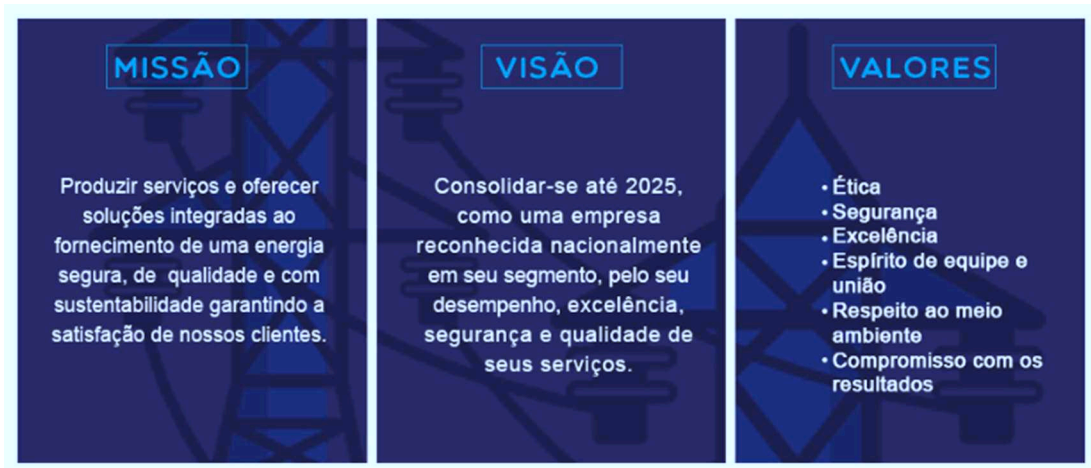 MISSÃO
Produzir serviços e oferecer
soluções integradas ao
fornecimento de uma energia
segura, de qualidade e com
sustentabilidade garantindo a
satisfação de nossos clientes.
VISÃO
Consolidar-se até 2025,
como uma empresa
reconhecida nacionalmente
em seu segmento, pelo seu
desempenho, excelência,
segurança e qualidade de
seus serviços.
VALORES
• Ética
• Segurança
• Excelência
• Espírito de equipe e
união
• Respeito ao meio
ambiente
• Compromisso com os
resultados